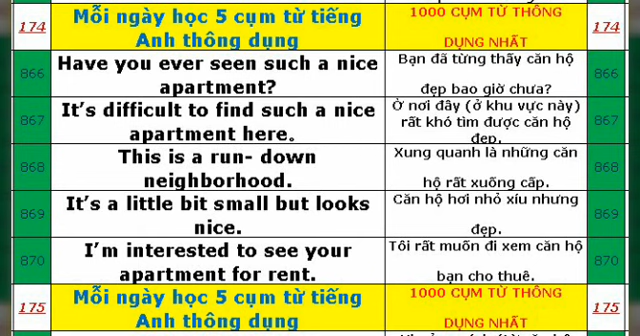 174
Mỗi ngày học 5 cụm từ tiếng
Anh thông dụng
1000 CỤM TỪ THÔNG
DỤNG NHẤT
174
866
Have you ever seen such a nice
apartment?
Bạn đã từng thấy căn hộ
đẹp bao giờ chưa?
866
867
It's difficult to find such a nice
apartment here.
Ở nơi đây (ở khu vực này)
rất khó tìm được căn hộ
đẹp.
867
868
This is a run- down
neighborhood.
Xung quanh là những căn
hộ rất xuống cấp.
868
869
It's a little bit small but looks
nice.
Căn hộ hơi nhỏ xíu nhưng
đẹp.
869
870
I'm interested to see your
apartment for rent.
Tôi rất muốn đi xem căn hộ
bạn cho thuê.
870
175
Mỗi ngày học 5 cụm từ tiếng
Anh thông dụng
1000 CỤM TỪ THÔNG
DỤNG NHẤT
175